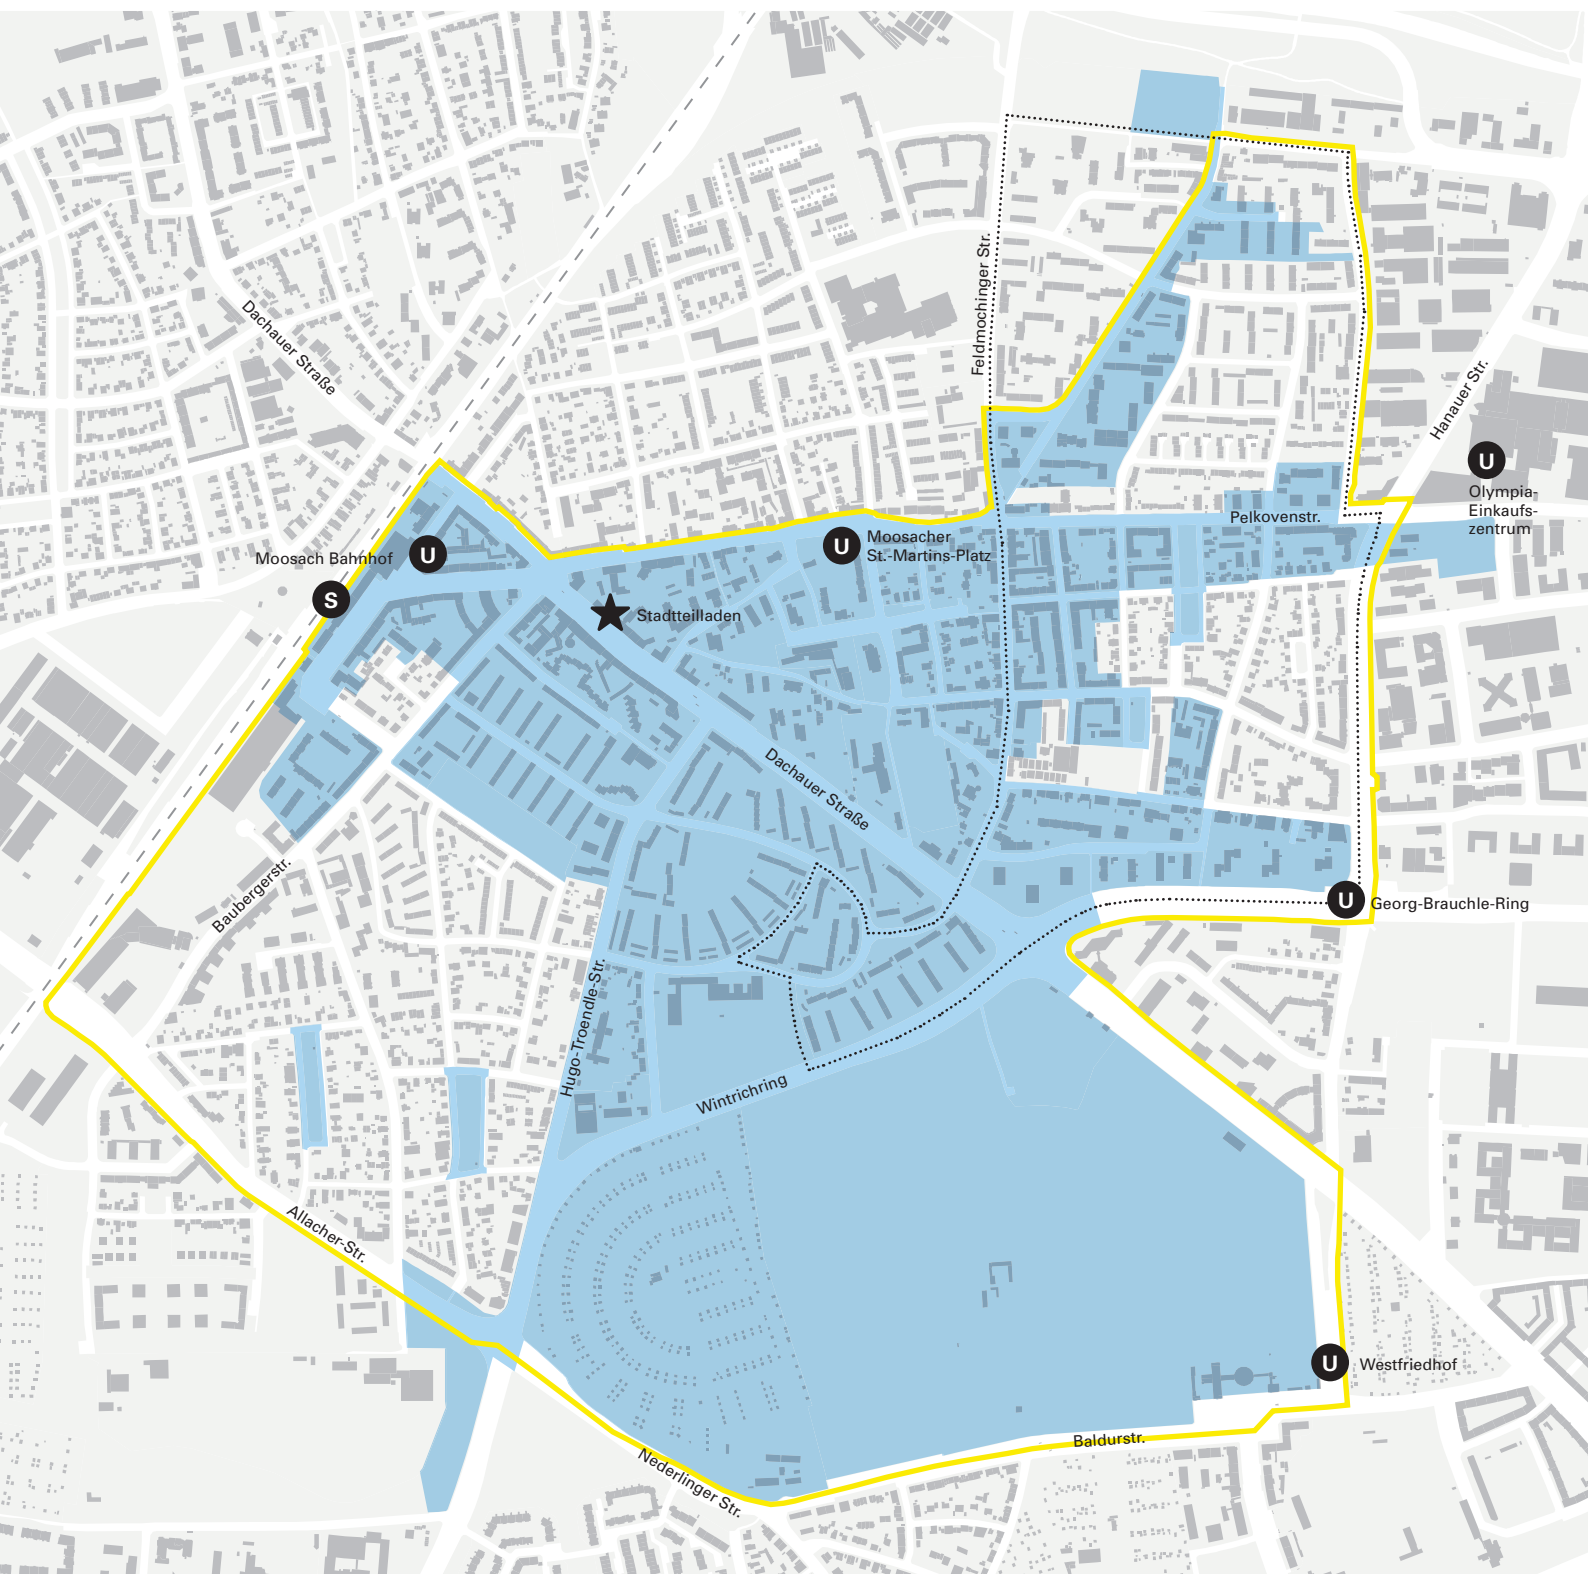 Feldmochinger Str.
Dachauer Straße
Hanauer Str.
U
Olympia-
Einkaufs-
zentrum
Pelkovenstr.
U
Moosacher
St.-Martins-Platz
Moosach Bahnhof
U
S
Stadtteilladen
Dachauer Straße
Baubergerstr.
U
Georg-Brauchle-Ring
Hugo-Troendle-Str.
Wintrichring
Allacher-Str.
U
Westfriedhof
Baldurstr.
Nederlinger Str.